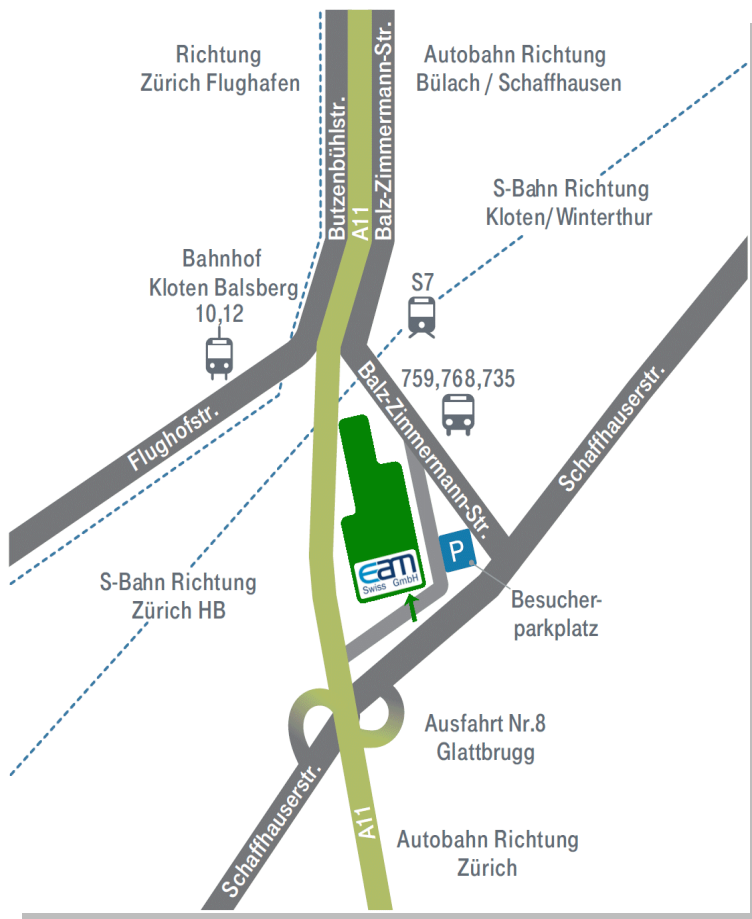 Richtung
Zürich Flughafen
Autobahn Richtung
Bülach / Schaffhausen
Butzenbühlstr.
A11
Balz-Zimmermann-Str.
S-Bahn Richtung
Kloten/ Winterthur
Bahnhof
Kloten Balsberg
10,12
S7
759,768,735
Balz-Zimmermann-Str.
Schaffhauserstr.
Flughofstr.
P
eam
Swiss GmbH
S-Bahn Richtung
Zürich HB
Besucher-
parkplatz
Ausfahrt Nr.8
Glattbrugg
Schaffhauserstr.
A11
Autobahn Richtung
Zürich